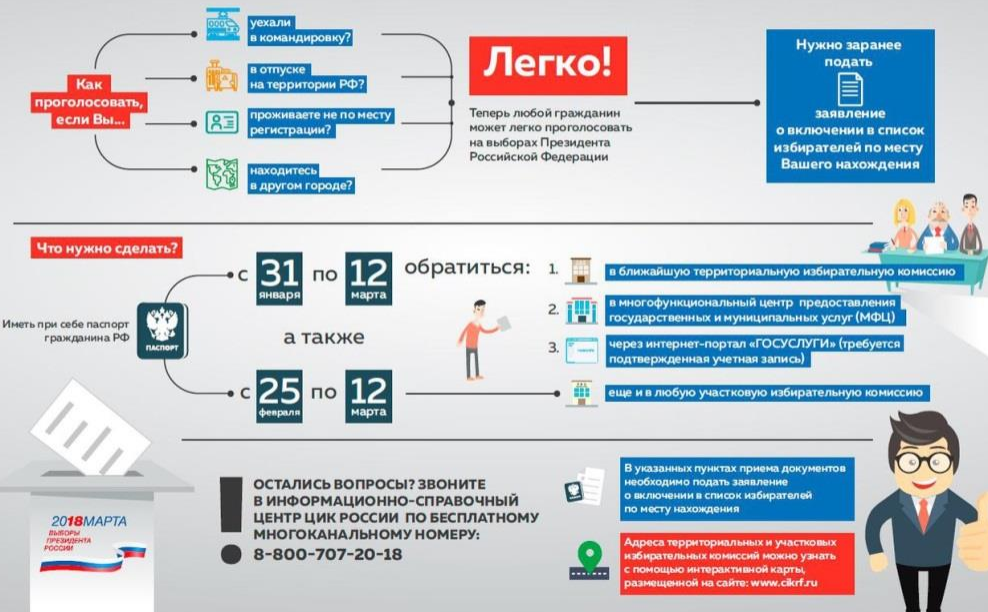 Как
проголосовать,
если Вы...
уехали
в командировку?
в отпуске
на территории РФ?
проживаете не по месту
регистрации?
находитесь
в другом городе?
Легко!
Теперь любой гражданин
может легко проголосовать
на выборах Президента
Российской Федерации
Нужно заранее
подать
заявление
о включении в список
избирателей по месту
Вашего нахождения
Что нужно сделать?
Иметь при себе паспорт
гражданина РФ
ПАСПОРТ
с 31 по 12
января марта
а также
с 25 по 12
февраля марта
обратиться:
1. в ближайшую территориальную избирательную комиссию
2. в многофункциональный центр предоставления
государственных и муниципальных услуг (МФЦ)
3. через интернет-портал «ГОСУСЛУГИ» (требуется
подтвержденная учетная запись)
еще и в любую участковую избирательную комиссию
2018МАРТА
ВЫБОРЫ
ПРЕЗИДЕНТА
РОССИИ
! ОСТАЛИСЬ ВОПРОСЫ? ЗВОНИТЕ
В ИНФОРМАЦИОННО-СПРАВОЧНЫЙ
ЦЕНТР ЦИК РОССИИ ПО БЕСПЛАТНОМУ
МНОГОКАНАЛЬНОМУ НОМЕРУ:
8-800-707-20-18
В указанных пунктах приема документов
необходимо подать заявление
о включении в список избирателей
по месту нахождения
Адреса территориальных и участковых
избирательных комиссий можно узнать
с помощью интерактивной карты,
размещенной на сайте: www.cikrf.ru